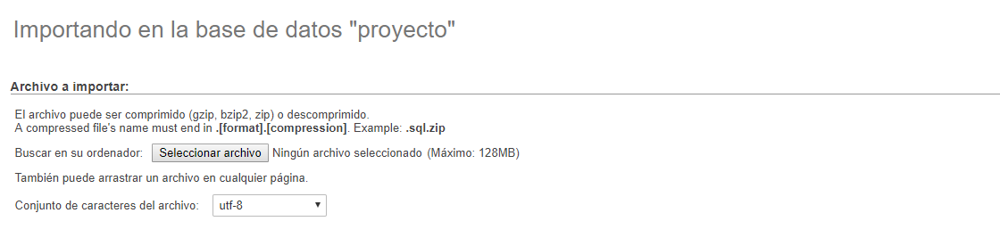 Importando en la base de datos "proyecto"
Archivo a importar:
El archivo puede ser comprimido (gzip, bzip2, zip) o descomprimido.
A compressed file's name must end in .[format].[compression]. Example: .sql.zip
Buscar en su ordenador: Seleccionar archivo Ningún archivo seleccionado (Máximo: 128MB)
También puede arrastrar un archivo en cualquier página.
Conjunto de caracteres del archivo: utf-8